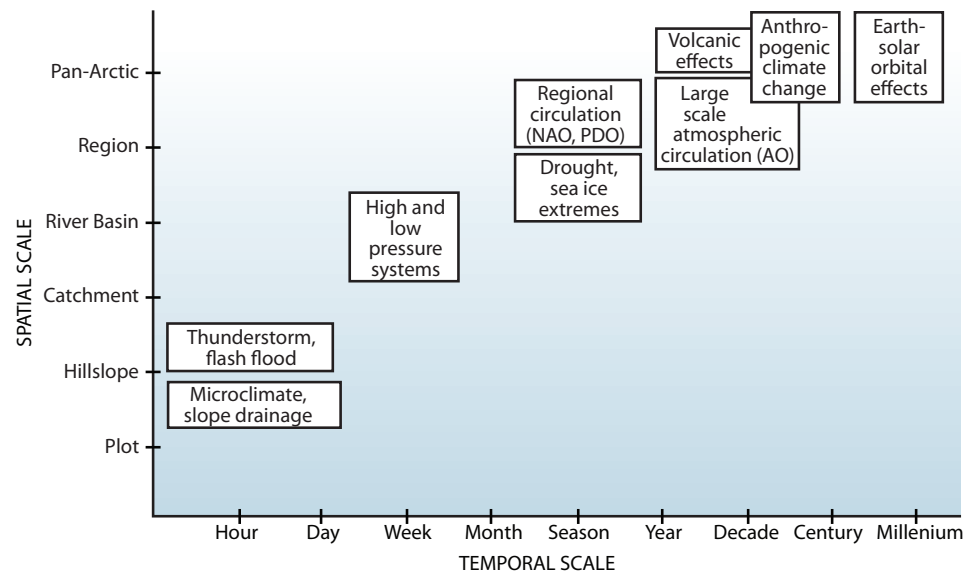 SPATIAL SCALE
Pan-Arctic
Region
River Basin
Catchment
Hillslope
Plot
Volcanic
effects
Anthro-
pogenic
climate
change
Earth-
solar
orbital
effects
Regional
circulation
(NAO, PDO)
Large
scale
atmospheric
circulation (AO)
Drought,
sea ice
extremes
High and
low
pressure
systems
Thunderstorm,
flash flood
Microclimate,
slope drainage
Hour
Day
Week
Month
Season
Year
Decade
Century
Millenium
TEMPORAL SCALE